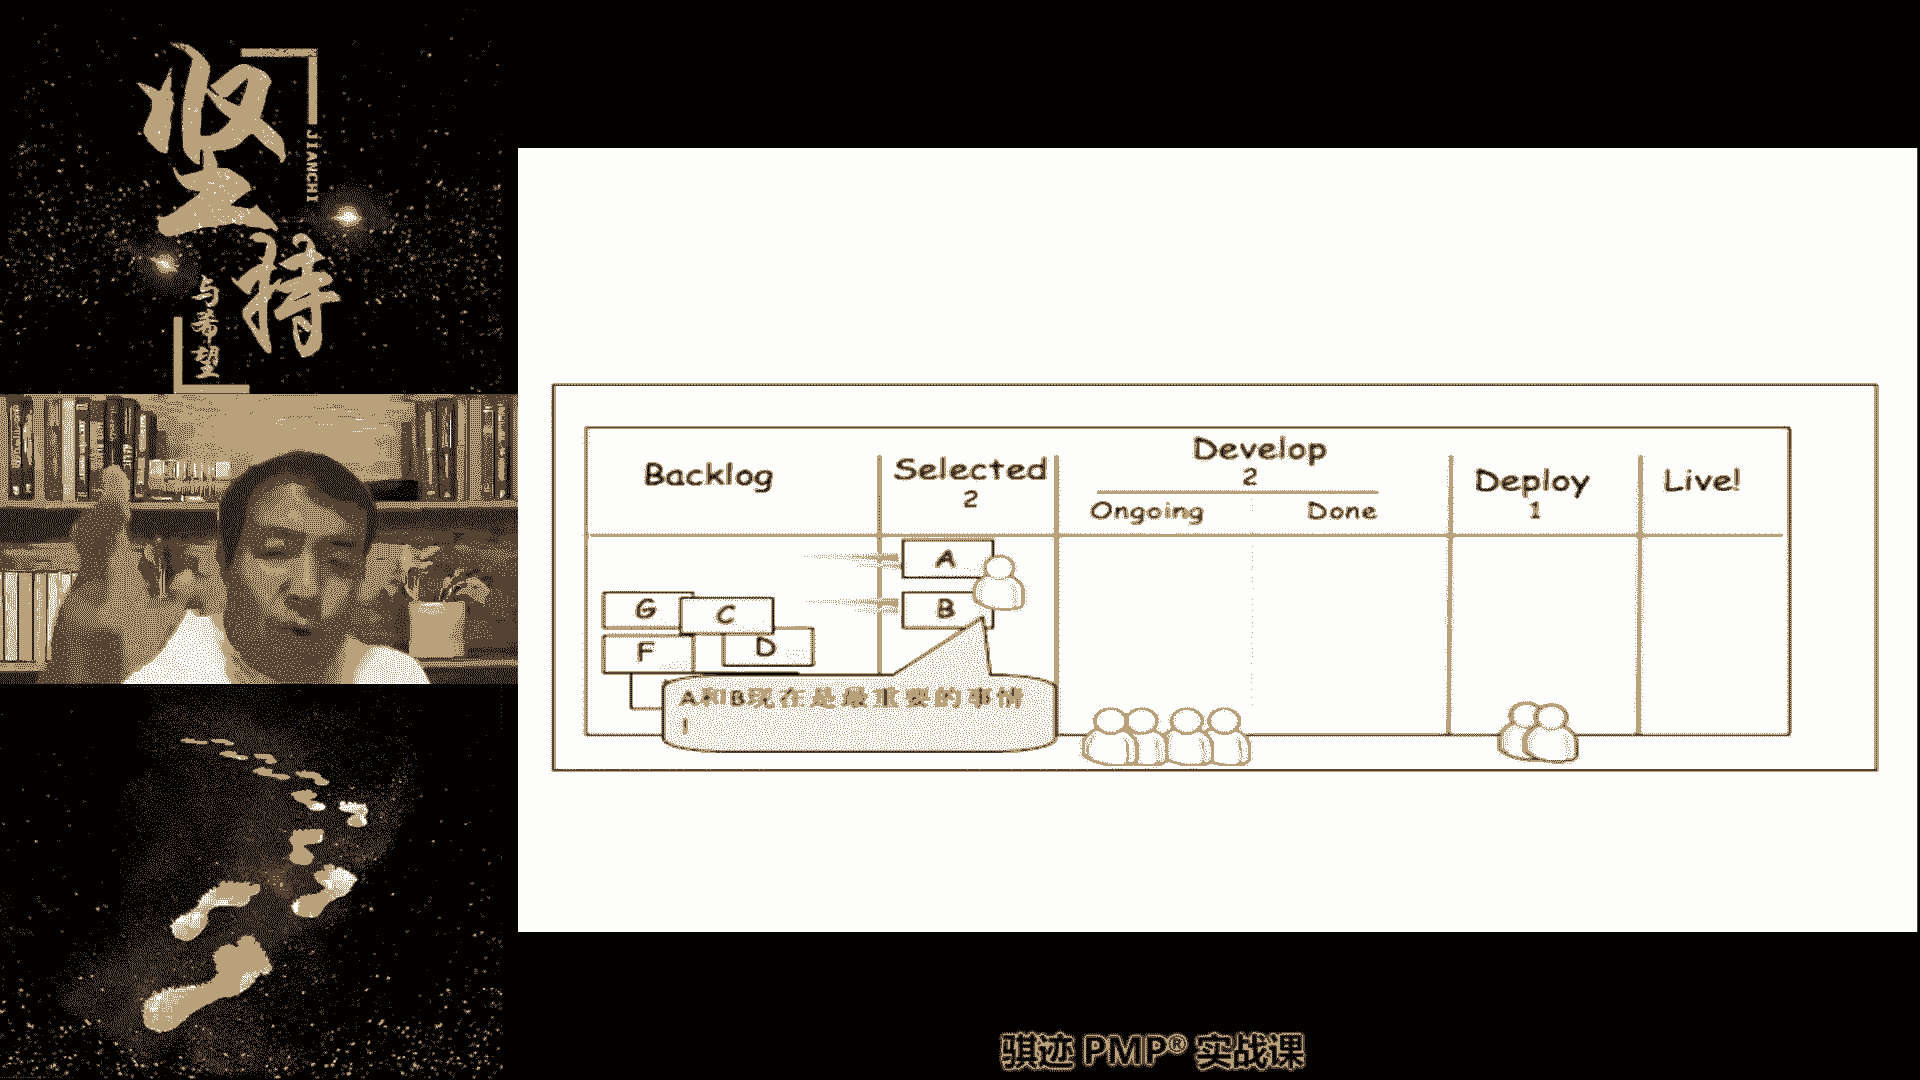 坚持
JIANCHI
与希望
Backlog
Selected
2
Develop
2
Ongoing
Done
Deploy
1
Live!
A
B
G
C
F
D
A和B现在是最重要的事情
!
骐迹 PMP® 实战课